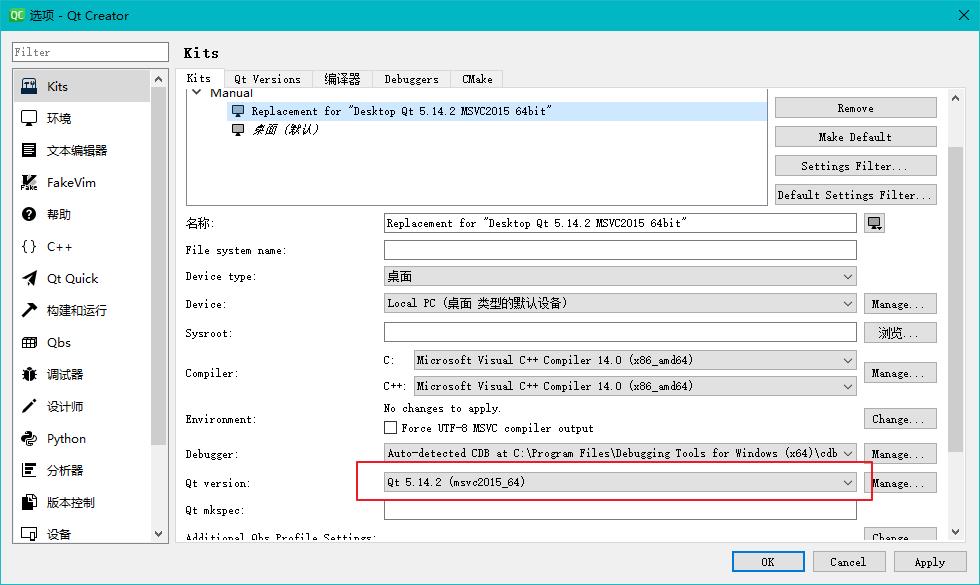 QC 选项 - Qt Creator
Filter
Kits
环境
文本编辑器
FakeVim
帮助
{} C++
Qt Quick
构建和运行
Qbs
调试器
设计师
Python
分析器
版本控制
设备
Kits
Kits Qt Versions 编译器 Debuggers CMake
Manual
Replacement for "Desktop Qt 5.14.2 MSVC2015 64bit"
桌面 (默认)
Remove
Make Default
Settings Filter...
Default Settings Filter...
名称: Replacement for "Desktop Qt 5.14.2 MSVC2015 64bit"
File system name:
Device type: 桌面
Device: Local PC (桌面 类型的默认设备) Manage...
Sysroot: 浏览...
Compiler: C: Microsoft Visual C++ Compiler 14.0 (x86_amd64) Manage...
C++: Microsoft Visual C++ Compiler 14.0 (x86_amd64)
Environment: No changes to apply. Change...
Force UTF-8 MSVC compiler output
Debugger: Auto-detected CDB at C:\Program Files\Debugging Tools for Windows (x64)\cdb Manage...
Qt version: Qt 5.14.2 (msvc2015_64) Manage...
Qt mkspec:
Additional Qbs Profile Settings: Change...
OK Cancel Apply